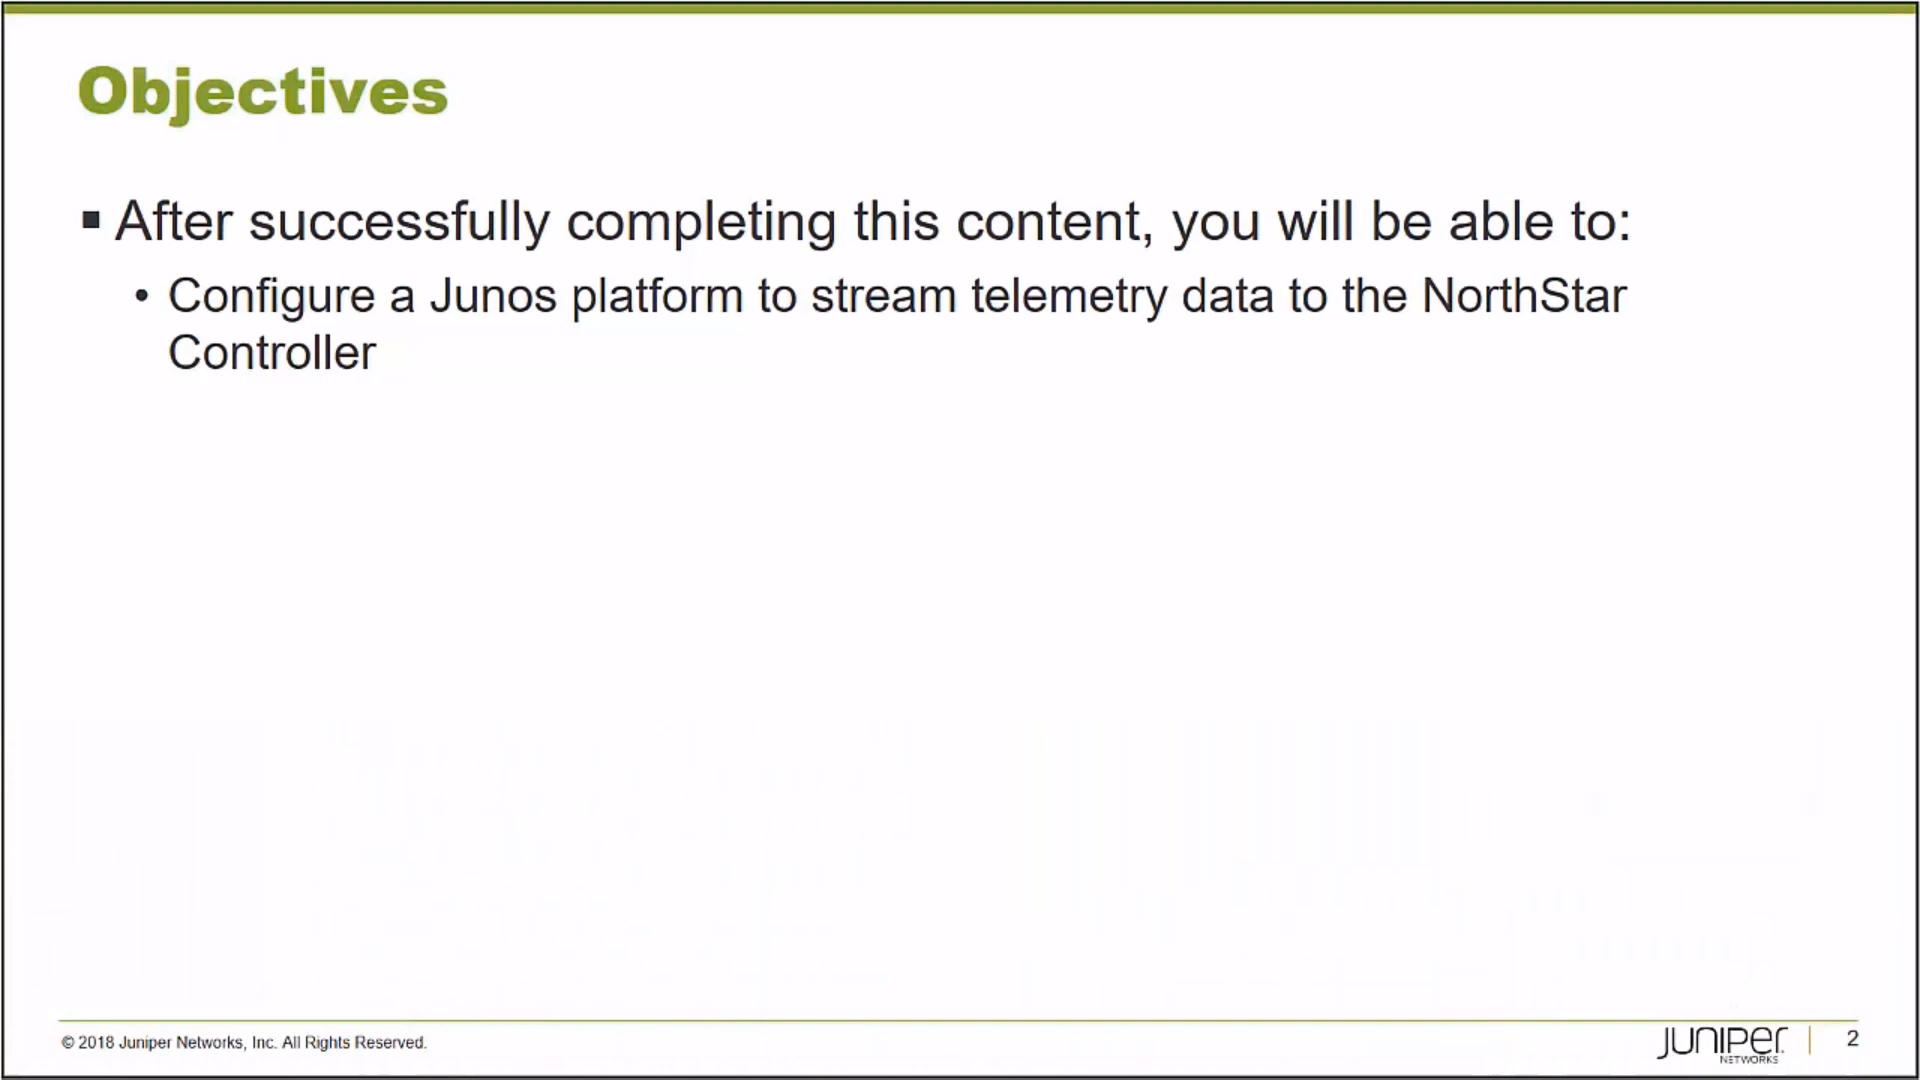 Objectives
▪ After successfully completing this content, you will be able to:
• Configure a Junos platform to stream telemetry data to the NorthStar
Controller
© 2018 Juniper Networks, Inc. All Rights Reserved.
JUNIPER
NETWORKS
2